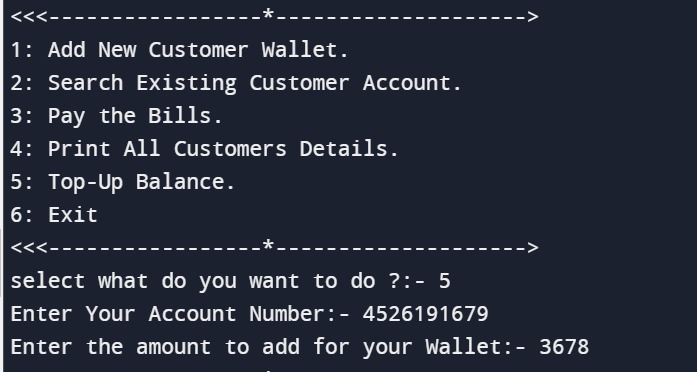 <<<-----------------*-------------------->
1: Add New Customer Wallet.
2: Search Existing Customer Account.
3: Pay the Bills.
4: Print All Customers Details.
5: Top-Up Balance.
6: Exit
<<<-----------------*-------------------->
select what do you want to do ?:- 5
Enter Your Account Number:- 4526191679
Enter the amount to add for your Wallet:- 3678